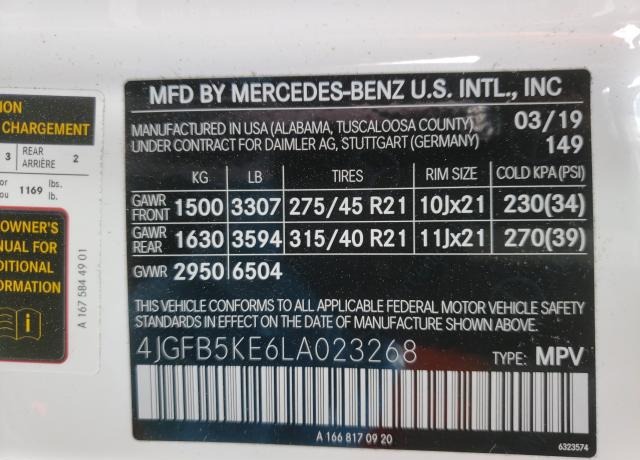 ION
CHARGEMENT
3 REAR ARRIÈRE 2
or ou 1169 lbs. lb.
OWNER'S
NUAL FOR
DITIONAL
FORMATION
A 167 584 49 01
MFD BY MERCEDES-BENZ U.S. INTL., INC
MANUFACTURED IN USA (ALABAMA, TUSCALOOSA COUNTY) 03/19
UNDER CONTRACT FOR DAIMLER AG, STUTTGART (GERMANY) 149
KG LB TIRES RIM SIZE COLD KPA(PSI)
GAWR FRONT 1500 3307 275/45 R21 10Jx21 230(34)
GAWR REAR 1630 3594 315/40 R21 11Jx21 270(39)
GVWR 2950 6504
THIS VEHICLE CONFORMS TO ALL APPLICABLE FEDERAL MOTOR VEHICLE SAFETY
STANDARDS IN EFFECT ON THE DATE OF MANUFACTURE SHOWN ABOVE.
4JGFB5KE6LA023268 TYPE: MPV
A 166 817 09 20
6323574